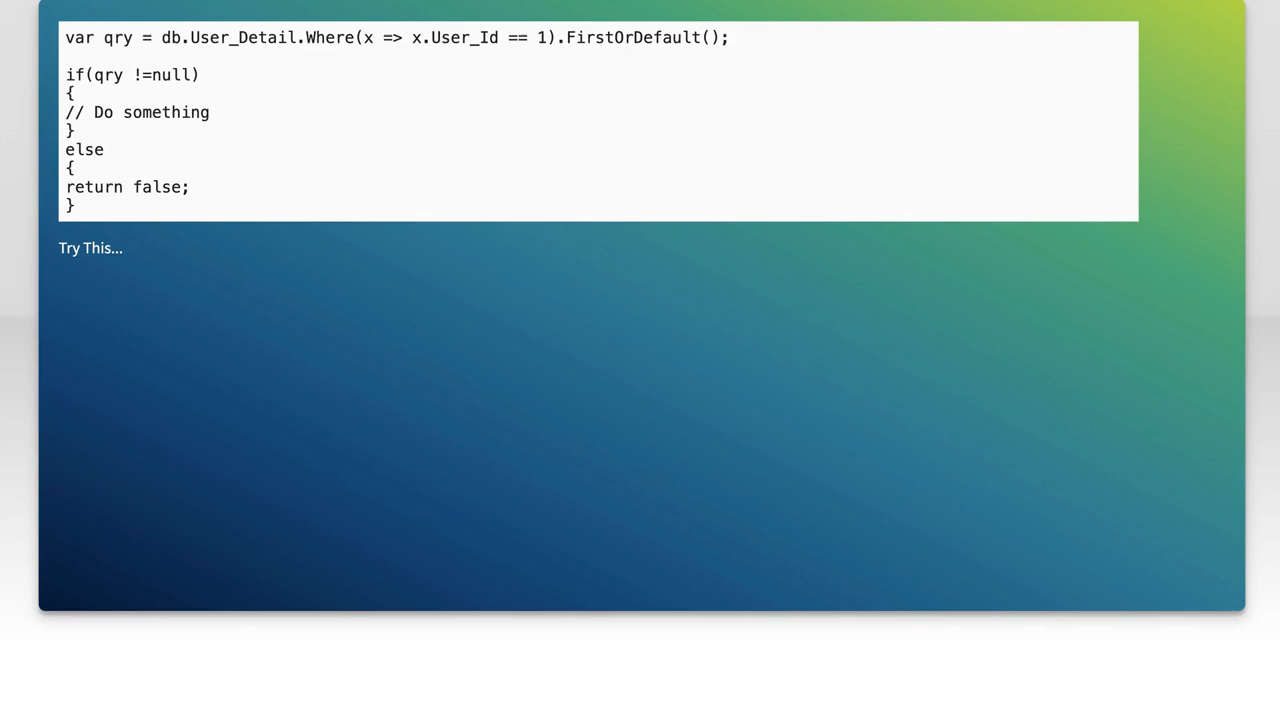 var qry = db.User_Detail.Where(x => x.User_Id == 1).FirstOrDefault();
if(qry !=null)
{
// Do something
}
else
{
return false;
}
Try This...